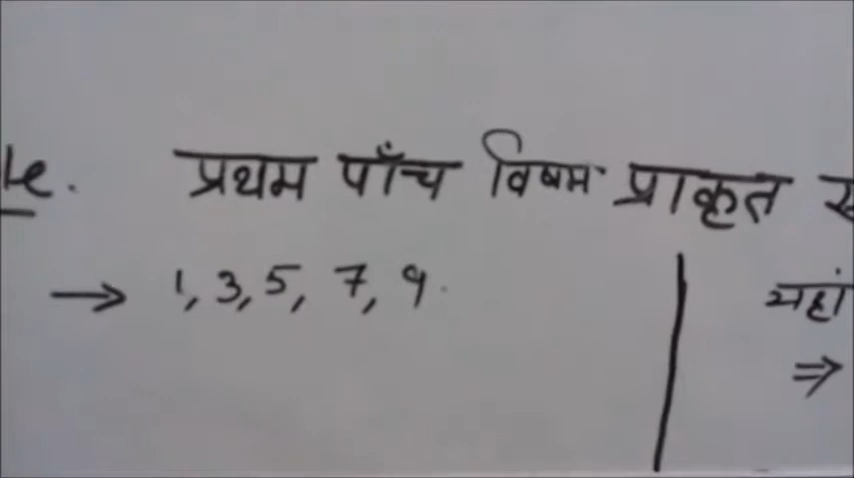 प्रथम पाँच विषम प्राकृत
→ 1, 3, 5, 7, 9.
यहां
⇒